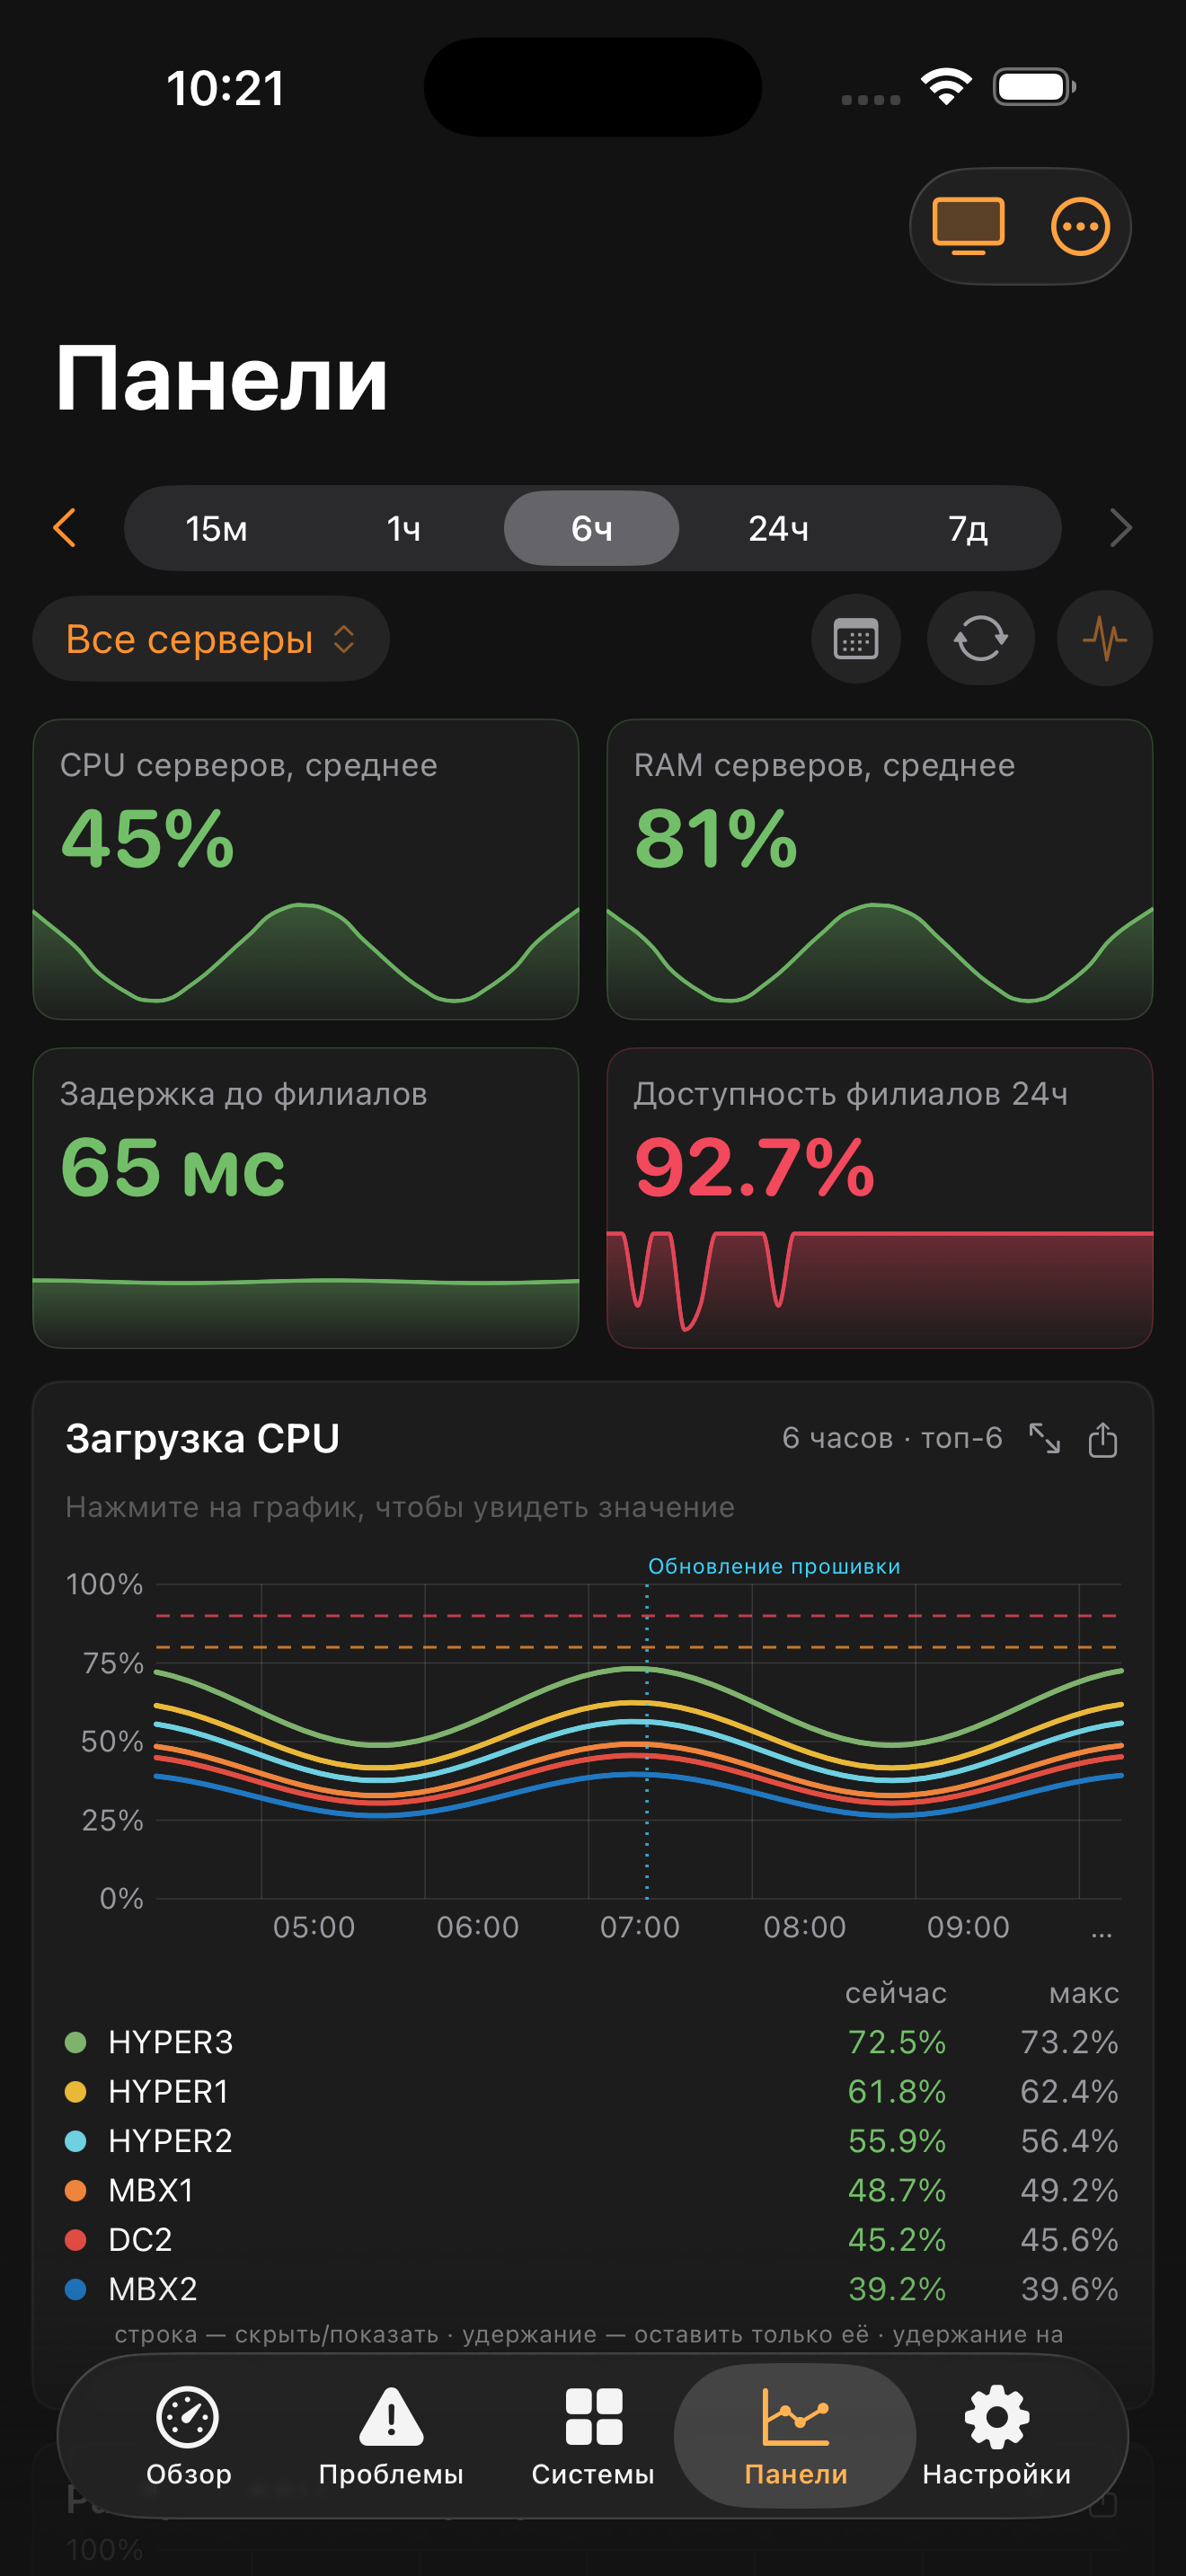 10:21
Панели
15м 1ч 6ч 24ч 7д
Все серверы
CPU серверов, среднее
45%
RAM серверов, среднее
81%
Задержка до филиалов
65 мс
Доступность филиалов 24ч
92.7%
Загрузка CPU
6 часов · топ-6
Нажмите на график, чтобы увидеть значение
Обновление прошивки
100%
75%
50%
25%
0%
05:00 06:00 07:00 08:00 09:00 ...
сейчас макс
HYPER3 72.5% 73.2%
HYPER1 61.8% 62.4%
HYPER2 55.9% 56.4%
MBX1 48.7% 49.2%
DC2 45.2% 45.6%
MBX2 39.2% 39.6%
строка — скрыть/показать · удержание — оставить только её · удержание на
Обзор Проблемы Системы Панели Настройки
100%